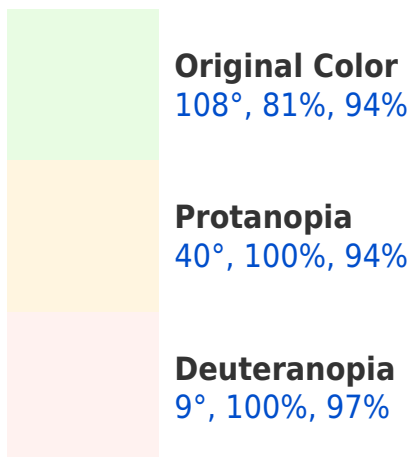 Original Color
108°, 81%, 94%
Protanopia
40°, 100%, 94%
Deuteranopia
9°, 100%, 97%